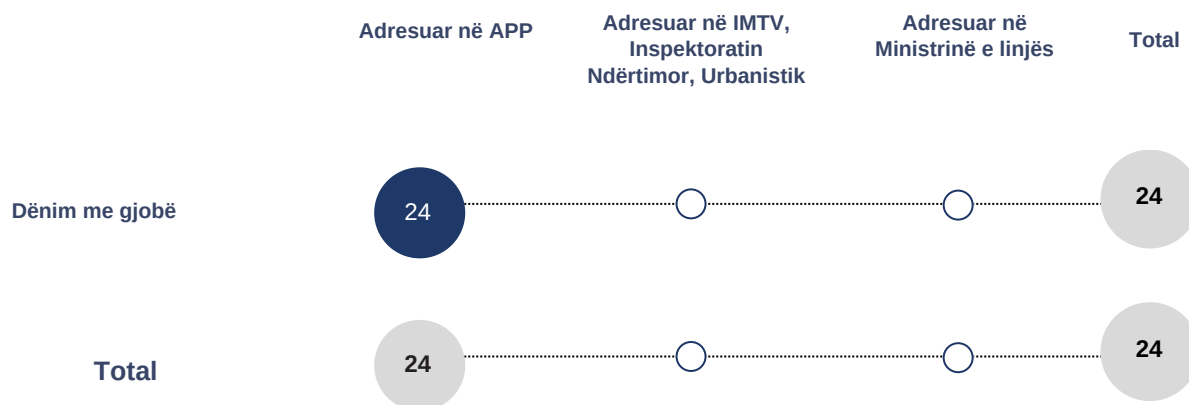 Adresuar në APP
Adresuar në IMTV,
Inspektoratin
Ndërtimor, Urbanistik
Adresuar në
Ministrinë e linjës
Total
Dënim me gjobë
24
24
Total
24
24